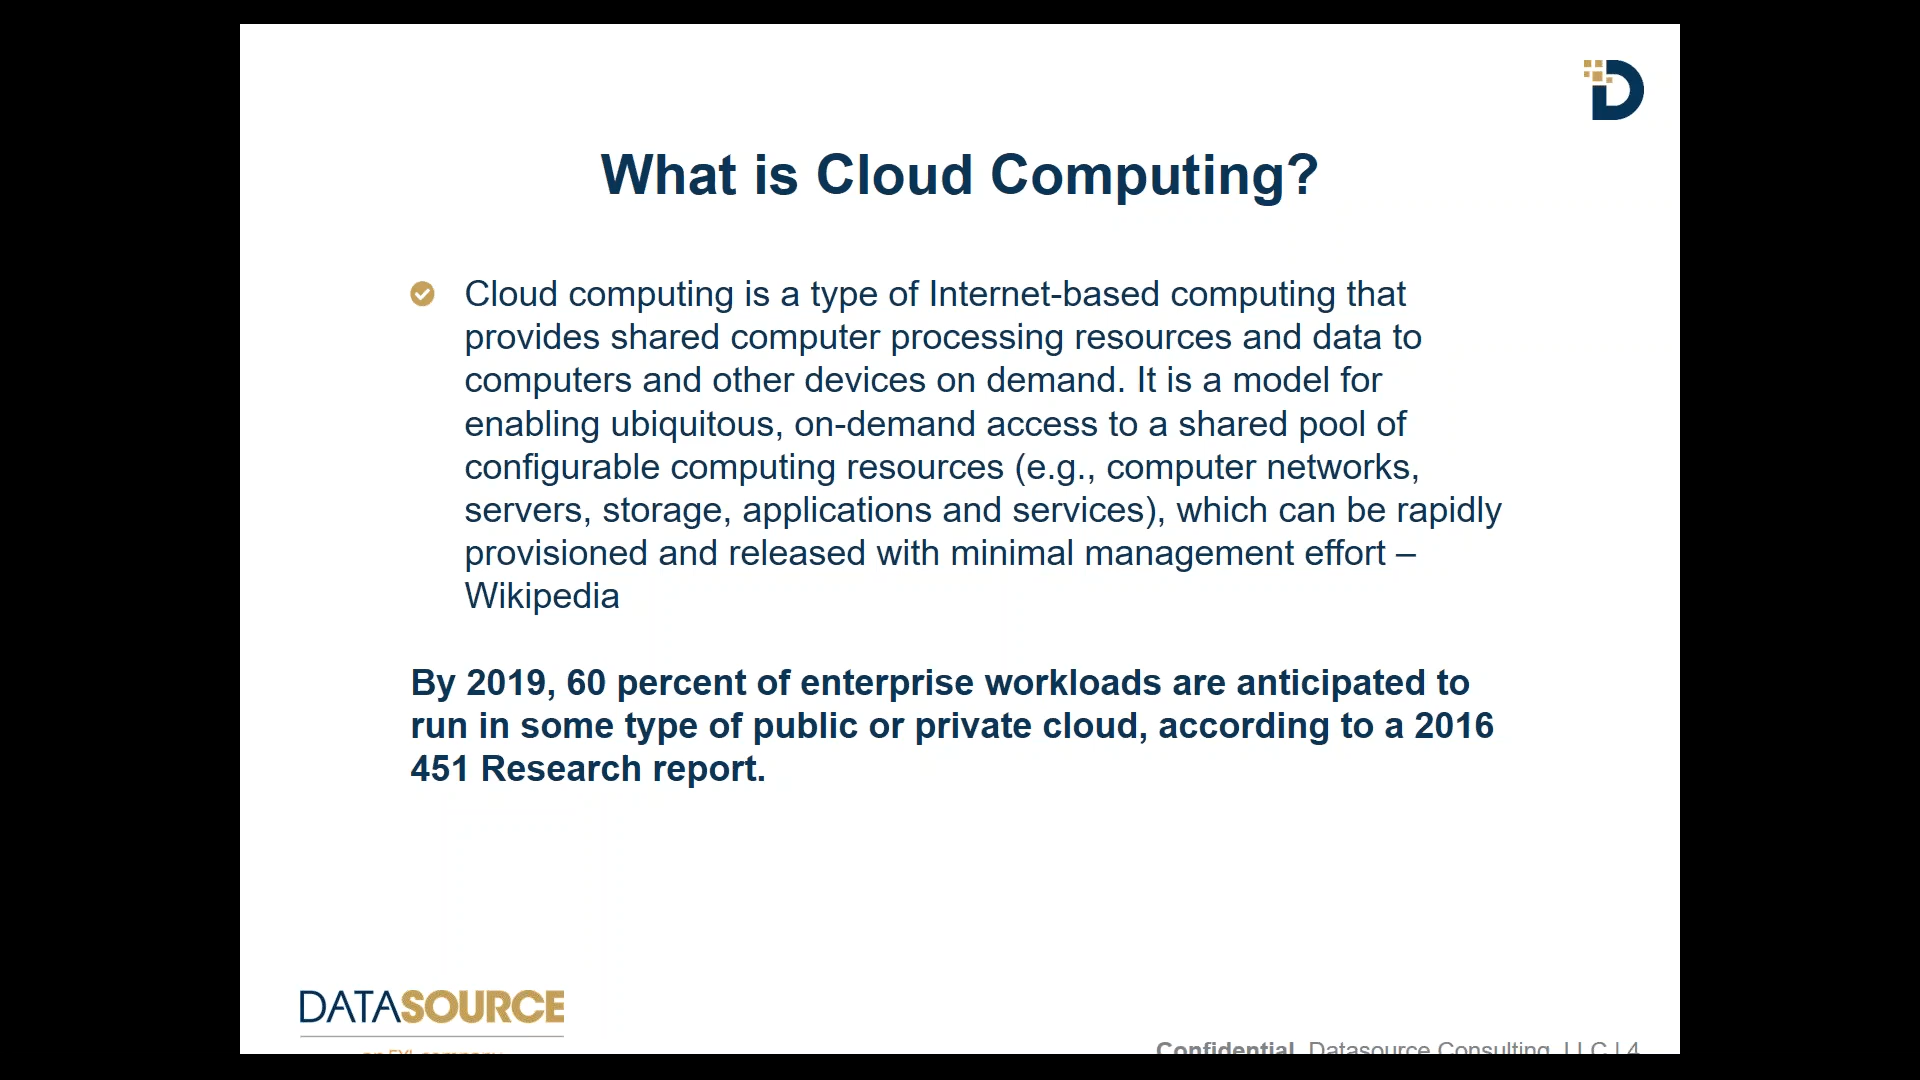 What is Cloud Computing?
Cloud computing is a type of Internet-based computing that
provides shared computer processing resources and data to
computers and other devices on demand. It is a model for
enabling ubiquitous, on-demand access to a shared pool of
configurable computing resources (e.g., computer networks,
servers, storage, applications and services), which can be rapidly
provisioned and released with minimal management effort –
Wikipedia
By 2019, 60 percent of enterprise workloads are anticipated to
run in some type of public or private cloud, according to a 2016
451 Research report.
DATASOURCE
an EXL company
Confidential Datasource Consulting, LLC | 4